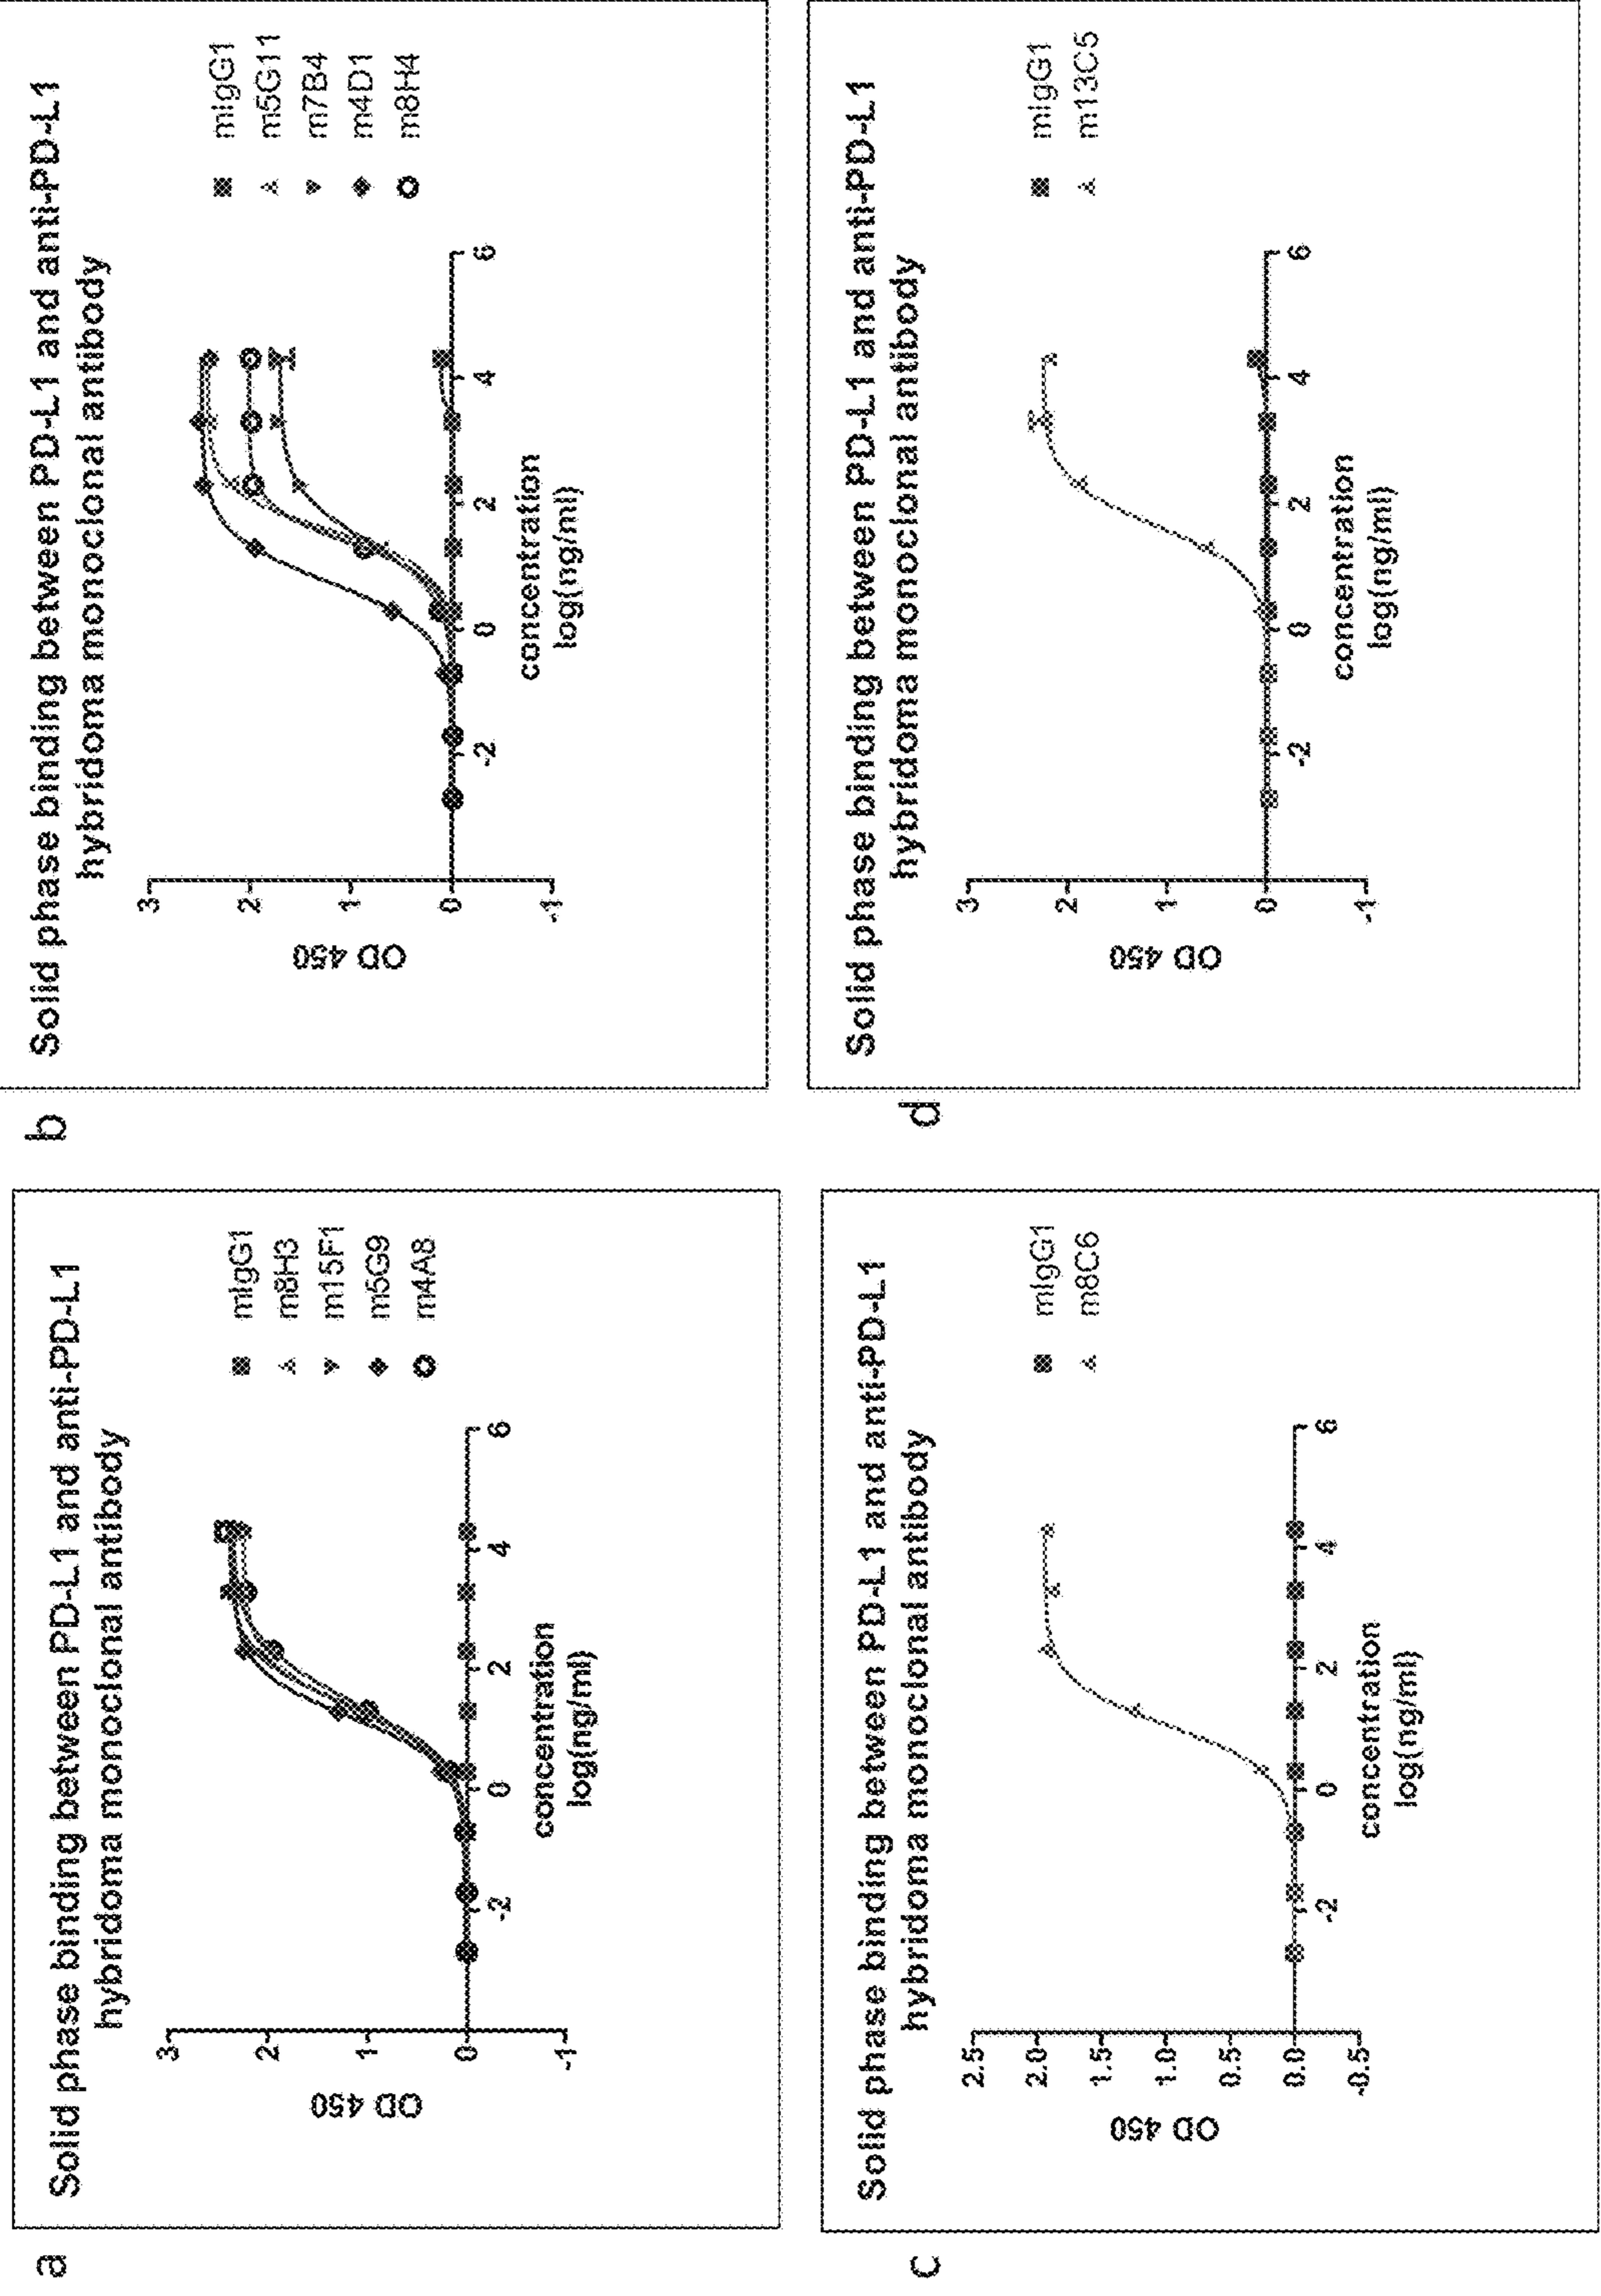 a
Solid phase binding between PD-L1 and anti-PD-L1
hybridoma monoclonal antibody
OD 450
3
2
1
0
-1
-2
0
2
4
6
concentration
log(ng/ml)
mIgG1
m8H3
m15F1
m5G9
m4A8
b
Solid phase binding between PD-L1 and anti-PD-L1
hybridoma monoclonal antibody
OD 450
3
2
1
0
-1
-2
0
2
4
6
concentration
log(ng/ml)
mIgG1
m5G11
m7B4
m4D1
m8H4
c
Solid phase binding between PD-L1 and anti-PD-L1
hybridoma monoclonal antibody
OD 450
2.5
2.0
1.5
1.0
0.5
0.0
-0.5
-2
0
2
4
6
concentration
log(ng/ml)
mIgG1
m8C6
d
Solid phase binding between PD-L1 and anti-PD-L1
hybridoma monoclonal antibody
OD 450
3
2
1
0
-1
-2
0
2
4
6
concentration
log(ng/ml)
mIgG1
m13C5